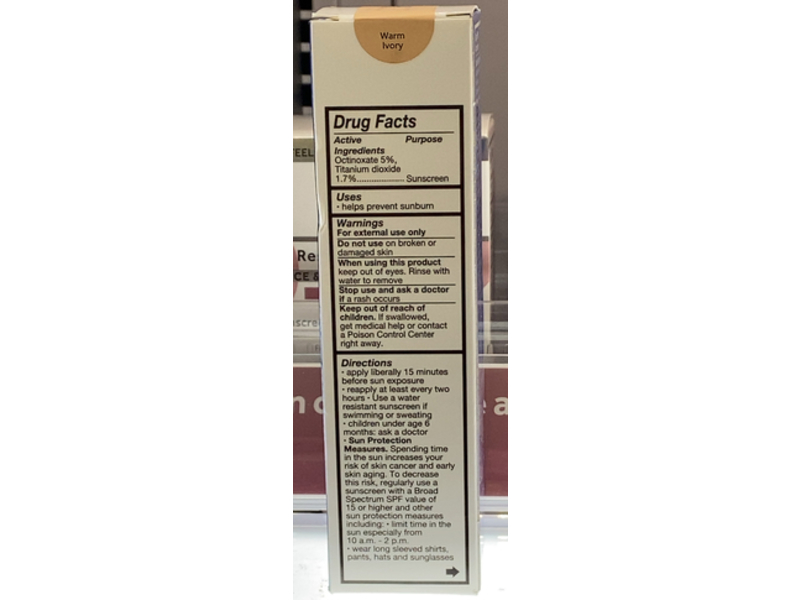 Warm
Ivory
Drug Facts
Active Purpose
Ingredients
Octinoxate 5%,
Titanium dioxide
1.7%.................. Sunscreen
Uses
• helps prevent sunburn
Warnings
For external use only
Do not use on broken or
damaged skin
When using this product
keep out of eyes. Rinse with
water to remove
Stop use and ask a doctor
if a rash occurs
Keep out of reach of
children. If swallowed,
get medical help or contact
a Poison Control Center
right away.
Directions
• apply liberally 15 minutes
before sun exposure
• reapply at least every two
hours • Use a water
resistant sunscreen if
swimming or sweating
• children under age 6
months: ask a doctor
• Sun Protection
Measures. Spending time
in the sun increases your
risk of skin cancer and early
skin aging. To decrease
this risk, regularly use a
sunscreen with a Broad
Spectrum SPF value of
15 or higher and other
sun protection measures
including: • limit time in the
sun especially from
10 a.m. - 2 p.m.
• wear long sleeved shirts,
pants, hats and sunglasses